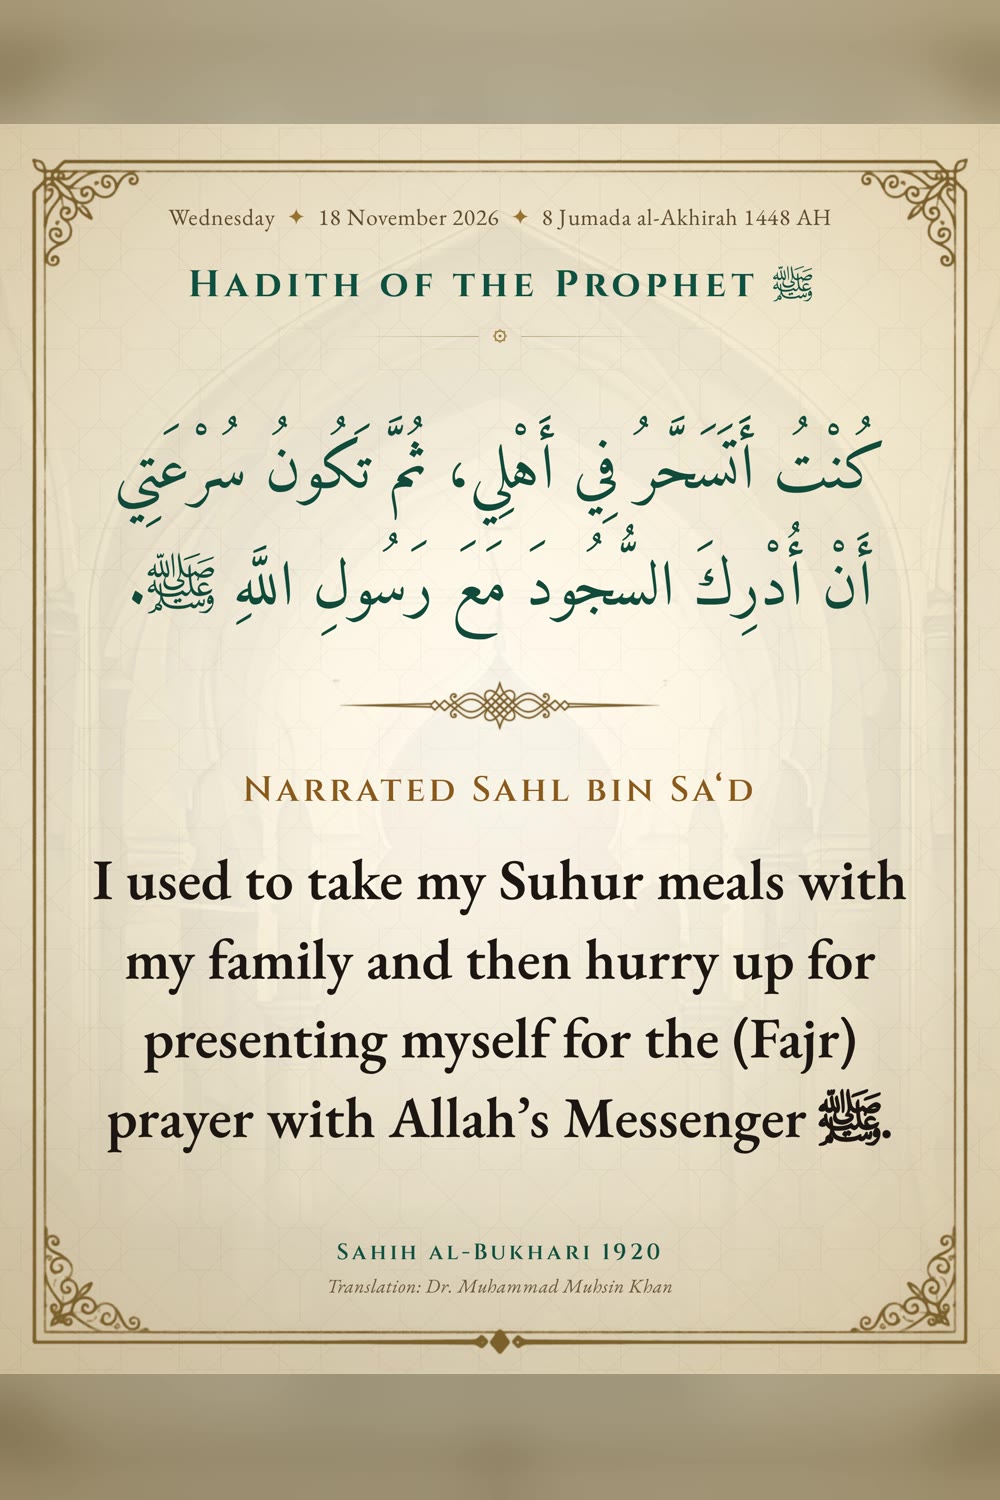 Wednesday ✦ 18 November 2026 ✦ 8 Jumada al-Akhirah 1448 AH
Hadith of the Prophet ﷺ
كُنْتُ أَتَسَحَّرُ فِي أَهْلِي، ثُمَّ تَكُونُ سُرْعَتِي
أَنْ أُدْرِكَ السُّجُودَ مَعَ رَسُولِ اللَّهِ ﷺ.
Narrated Sahl bin Sa‘d
I used to take my Suhur meals with
my family and then hurry up for
presenting myself for the (Fajr)
prayer with Allah’s Messenger ﷺ.
Sahih al-Bukhari 1920
Translation: Dr. Muhammad Muhsin Khan